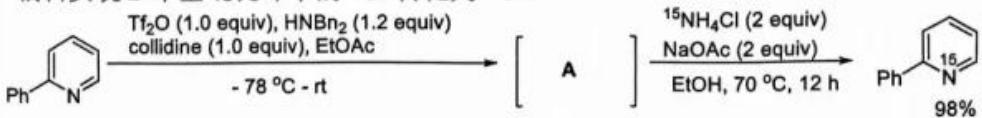 Tf₂O (1.0 equiv), HNBn₂ (1.2 equiv)
collidine (1.0 equiv), EtOAc
- 78 °C - rt
Ph
N
A
¹⁵NH₄Cl (2 equiv)
NaOAc (2 equiv)
EtOH, 70 °C, 12 h
Ph
15
N
98%